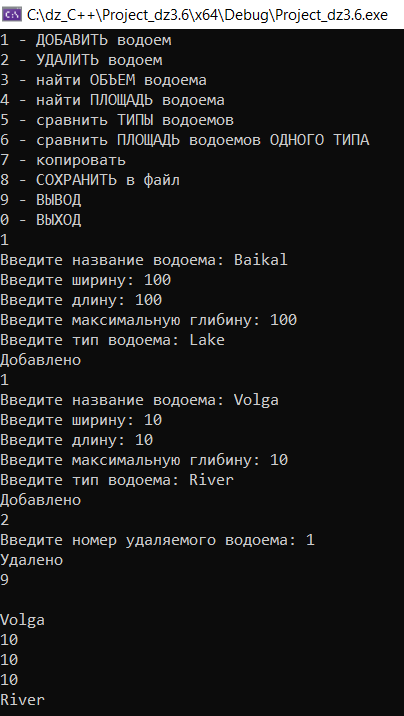 C:\dz_C++\Project_dz3.6\x64\Debug\Project_dz3.6.exe
1 - ДОБАВИТЬ водоем
2 - УДАЛИТЬ водоем
3 - найти ОБЪЕМ водоема
4 - найти ПЛОЩАДЬ водоема
5 - сравнить ТИПЫ водоемов
6 - сравнить ПЛОЩАДЬ водоемов ОДНОГО ТИПА
7 - копировать
8 - СОХРАНИТЬ в файл
9 - ВЫВОД
0 - ВЫХОД
1
Введите название водоема: Baikal
Введите ширину: 100
Введите длину: 100
Введите максимальную глибину: 100
Введите тип водоема: Lake
Добавлено
1
Введите название водоема: Volga
Введите ширину: 10
Введите длину: 10
Введите максимальную глибину: 10
Введите тип водоема: River
Добавлено
2
Введите номер удаляемого водоема: 1
Удалено
9
Volga
10
10
10
River